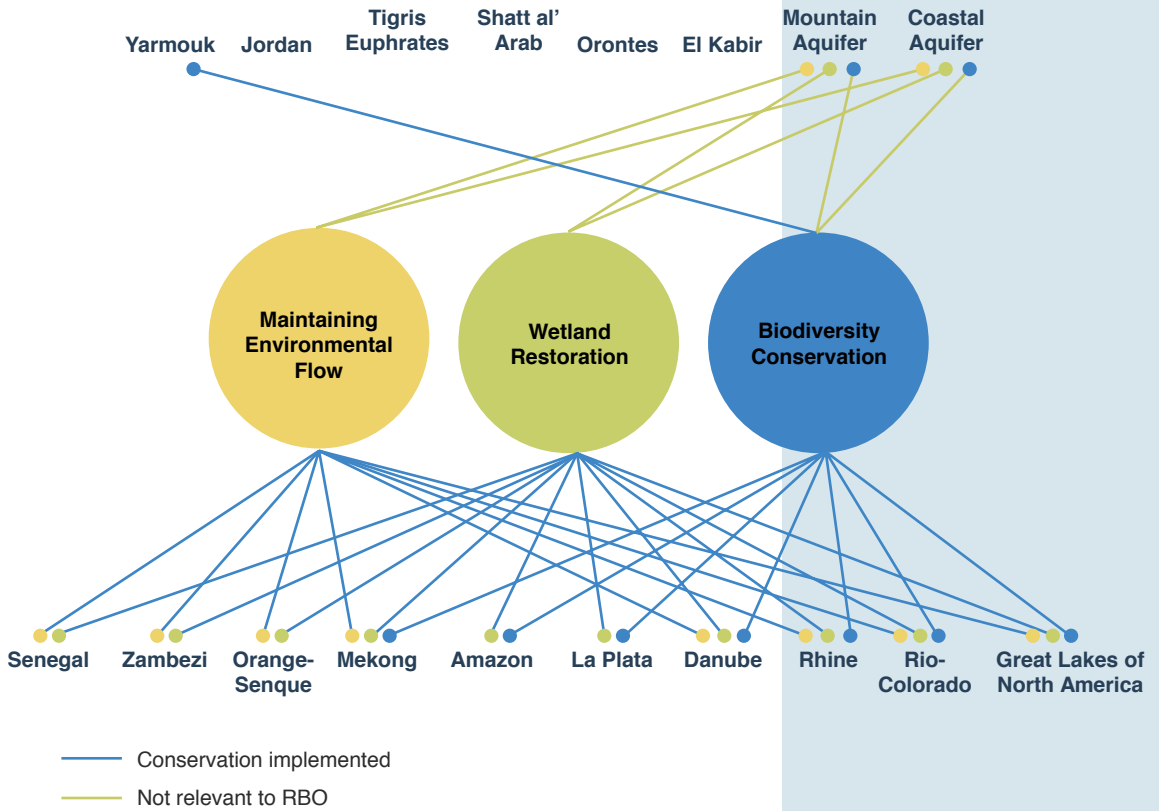 Yarmouk
Jordan
Tigris
Euphrates
Shatt al'
Arab
Orontes
El Kabir
Mountain
Aquifer
Coastal
Aquifer
Maintaining
Environmental
Flow
Wetland
Restoration
Biodiversity
Conservation
Senegal
Zambezi
Orange-
Senque
Mekong
Amazon
La Plata
Danube
Rhine
Rio-
Colorado
Great Lakes of
North America
Conservation implemented
Not relevant to RBO